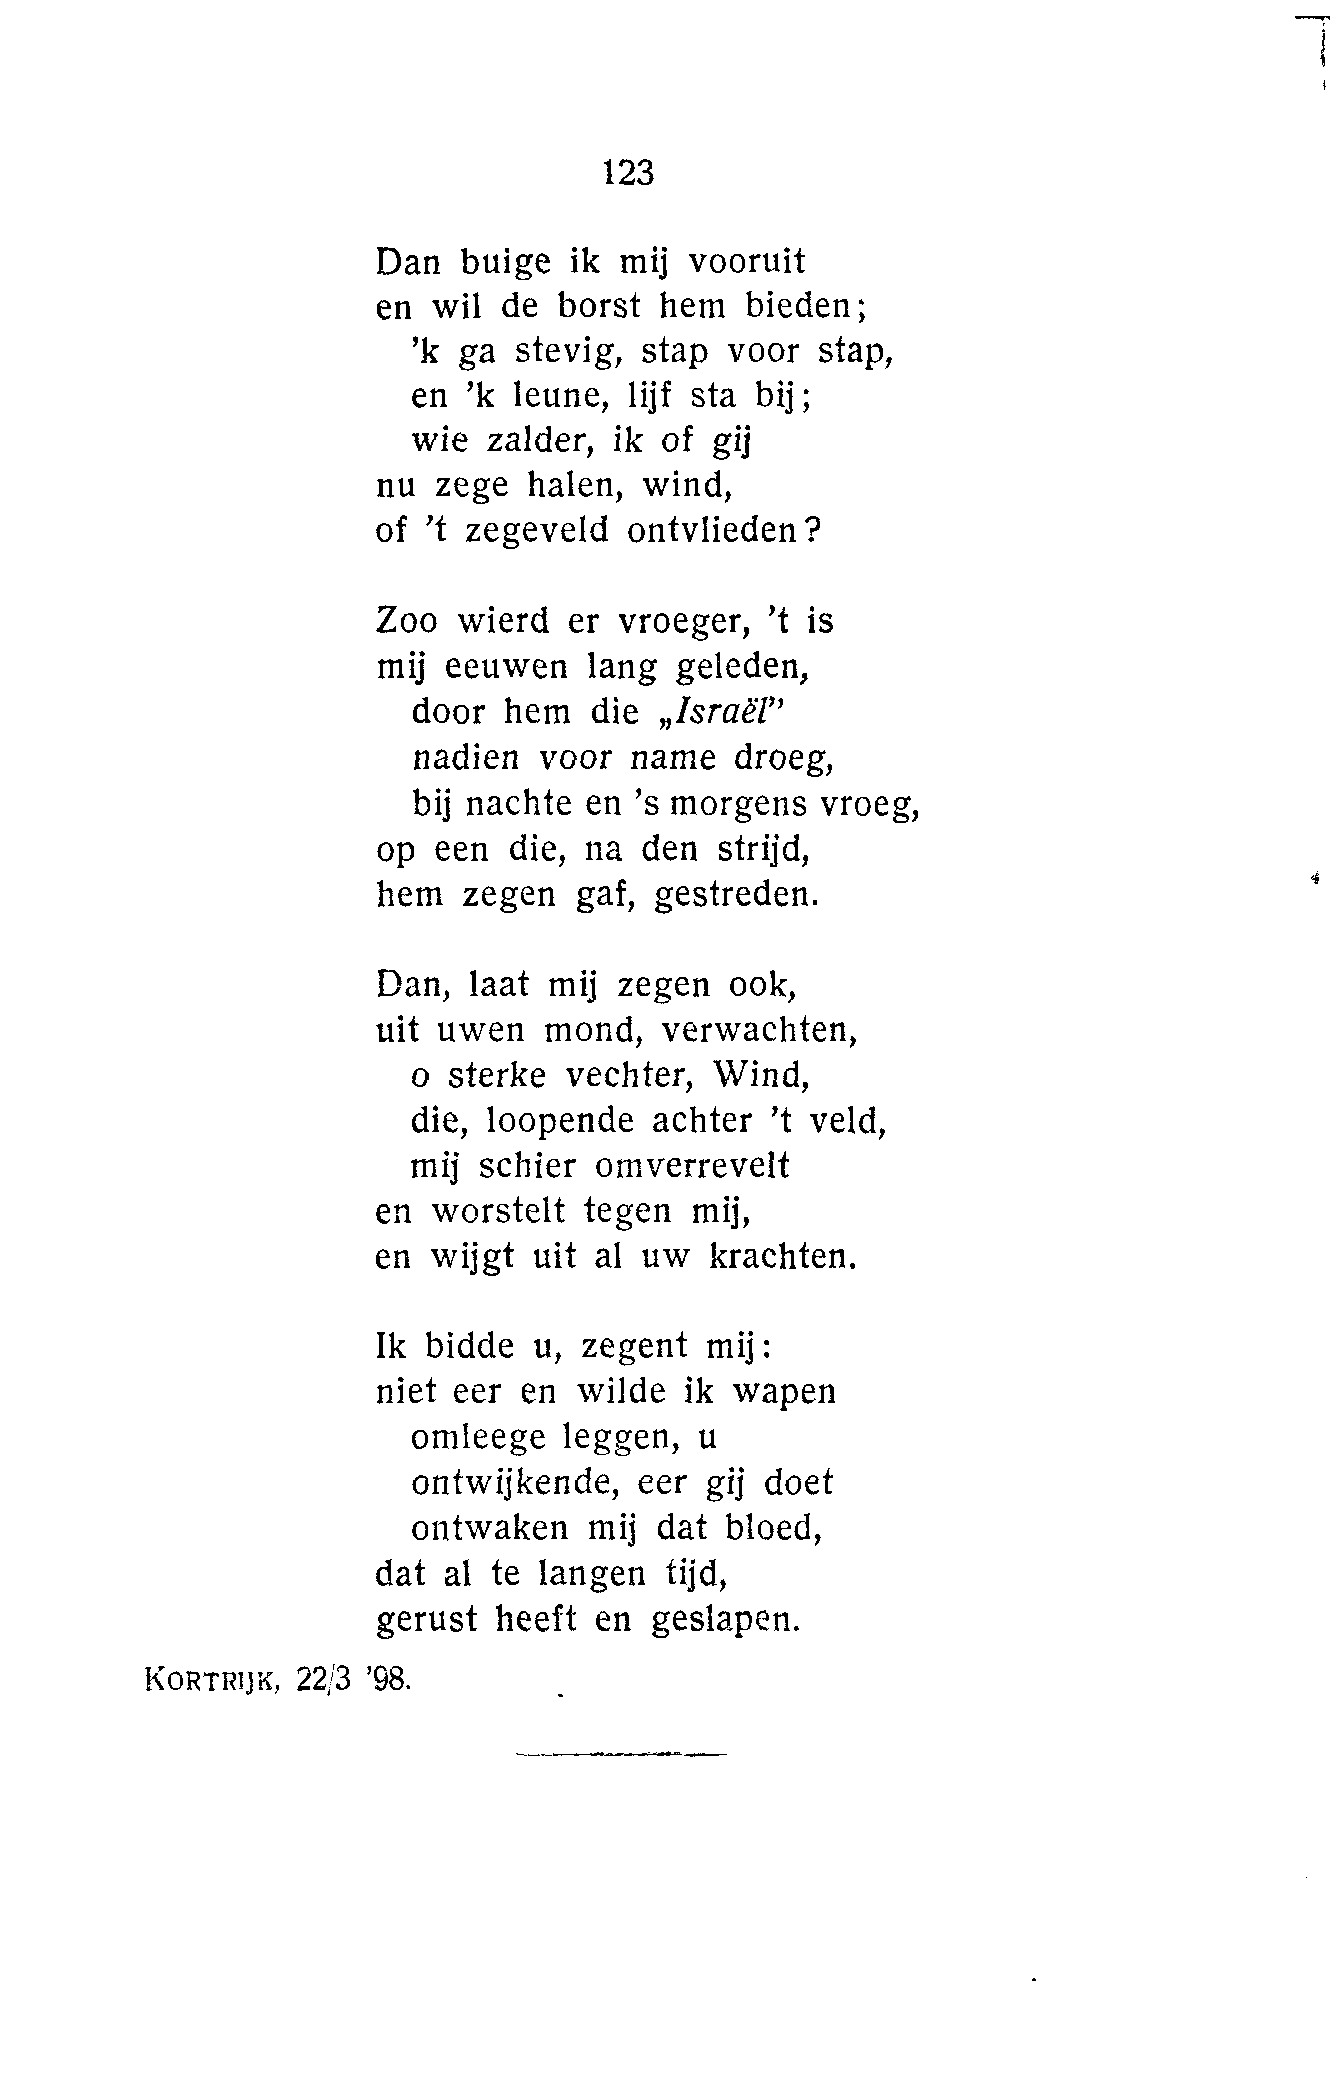 123
Dan buige ik mij vooruit
en wil de borst hem bieden;
'k ga stevig, stap voor stap,
en 'k leune, lijf sta bij;
wie zalder, ik of gij
nu zege halen, wind,
of 't zegeveld ontvlieden?
Zoo wierd er vroeger, 't is
mij eeuwen lang geleden,
door hem die „Israël”
nadien voor name droeg,
bij nachte en 's morgens vroeg,
op een die, na den strijd,
hem zegen gaf, gestreden.
Dan, laat mij zegen ook,
uit uwen mond, verwachten,
o sterke vechter, Wind,
die, loopende achter 't veld,
mij schier omverrevelt
en worstelt tegen mij,
en wijgt uit al uw krachten.
Ik bidde u, zegent mij:
niet eer en wilde ik wapen
omleege leggen, u
ontwijkende, eer gij doet
ontwaken mij dat bloed,
dat al te langen tijd,
gerust heeft en geslapen.
KORTRIJK, 22/3 '98.